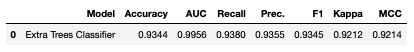 Model Accuracy AUC Recall Prec. F1 Kappa MCC
0 Extra Trees Classifier 0.9344 0.9956 0.9380 0.9355 0.9345 0.9212 0.9214